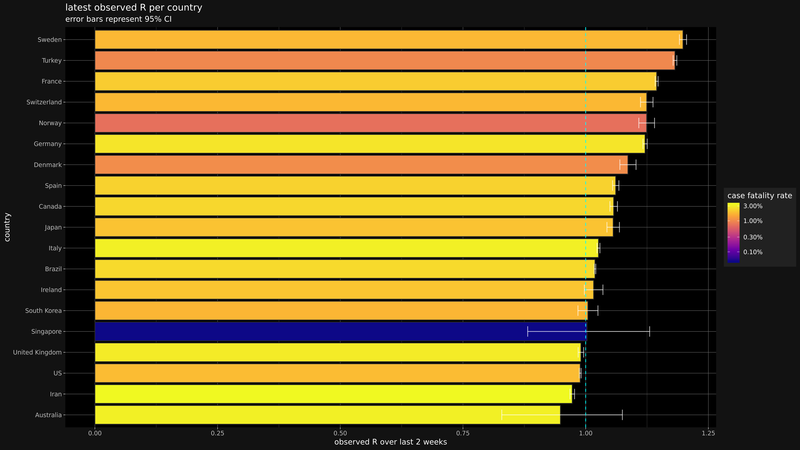 latest observed R per country
error bars represent 95% CI
country
Sweden
Turkey
France
Switzerland
Norway
Germany
Denmark
Spain
Canada
Japan
Italy
Brazil
Ireland
South Korea
Singapore
United Kingdom
US
Iran
Australia
0.00 0.25 0.50 0.75 1.00 1.25
observed R over last 2 weeks
case fatality rate
3.00%
1.00%
0.30%
0.10%